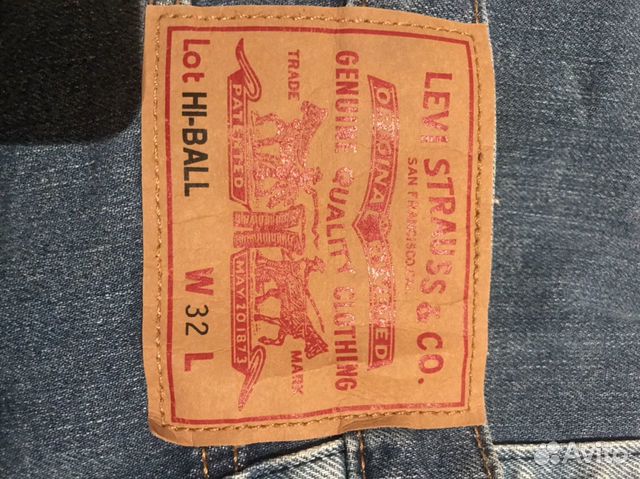 LEVI STRAUSS & CO.
SAN FRANCISCO CAL
ORIGINAL RIVETED
GENUINE QUALITY CLOTHING
TRADE MARK
PATENTED MAY 20 1873
Lot HI-BALL W 32 L
Avito